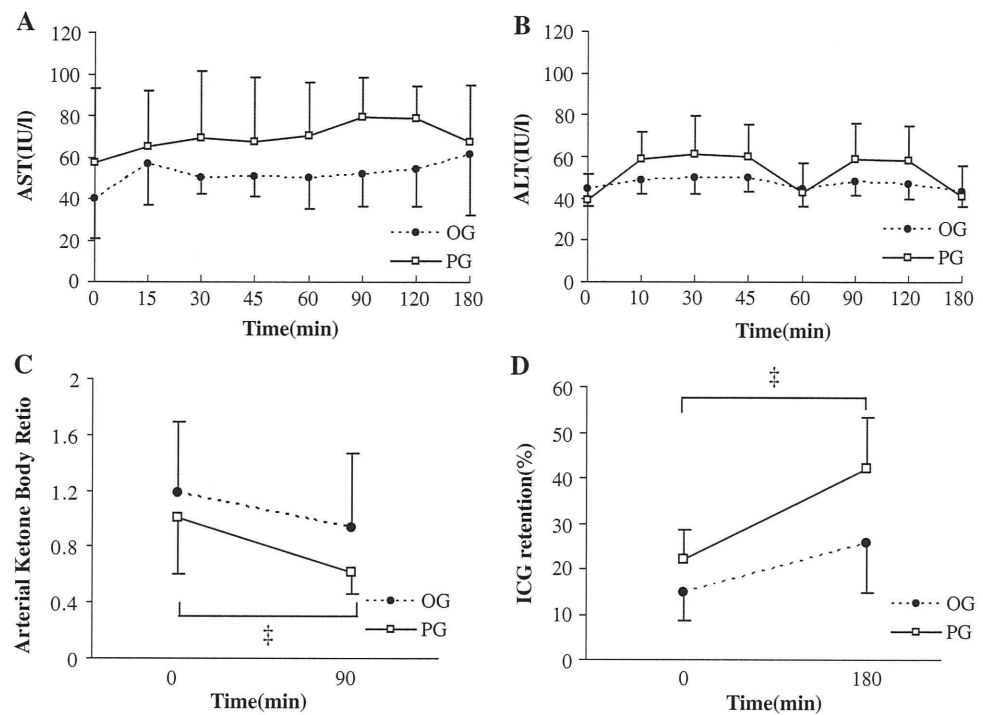 A
AST(IU/l)
120
100
80
60
40
20
0
0 15 30 45 60 90 120 180
Time(min)
OG
PG
B
ALT(IU/l)
120
100
80
60
40
20
0
0 10 30 45 60 90 120 180
Time(min)
OG
PG
C
Arterial Ketone Body Retio
2
1.6
1.2
0.8
0.4
0
‡
0 90
Time(min)
OG
PG
D
ICG retention(%)
60
50
40
30
20
10
0
‡
0 180
Time(min)
OG
PG